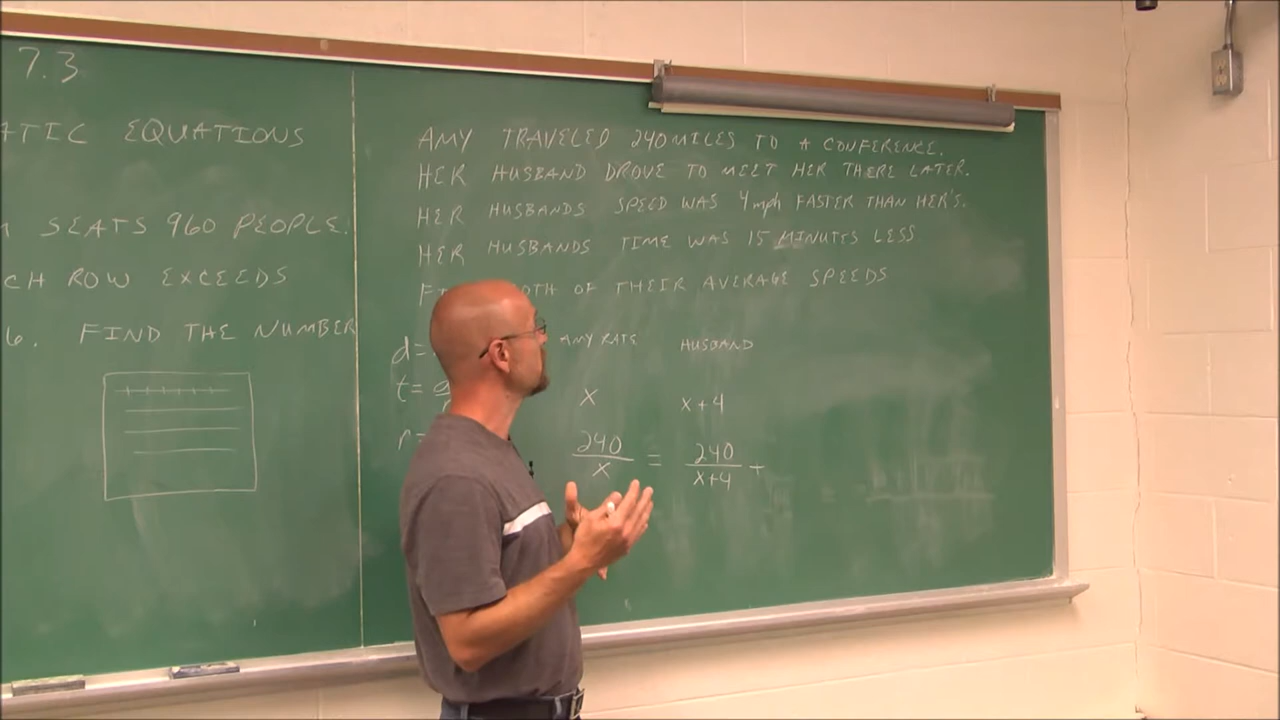 7.3
ATIC EQUATIONS
SEATS 960 PEOPLE.
CH ROW EXCEEDS
6. FIND THE NUMBER
AMY TRAVELED 240 MILES TO A CONFERENCE.
HER HUSBAND DROVE TO MEET HER THERE LATER.
HER HUSBANDS SPEED WAS 4mph FASTER THAN HER'S.
HER HUSBANDS TIME WAS 15 MINUTES LESS
OTH OF THEIR AVERAGE SPEEDS
d= AMY RATE HUSBAND
t= x x+4
r= 240/x = 240/x+4 +